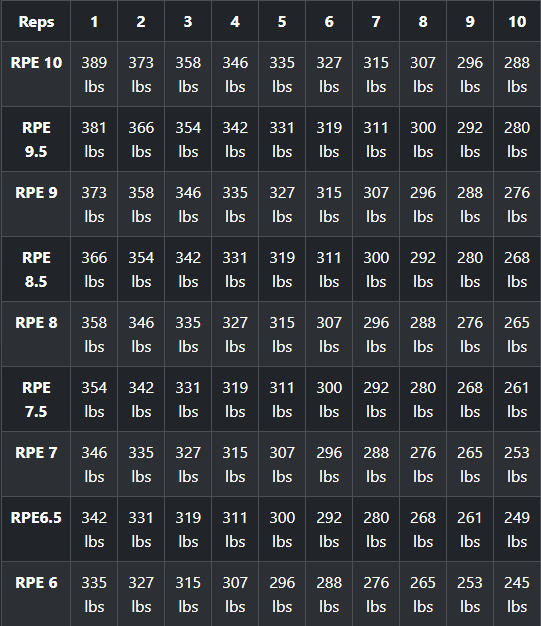 Reps 1 2 3 4 5 6 7 8 9 10
RPE 10 389 373 358 346 335 327 315 307 296 288
lbs lbs lbs lbs lbs lbs lbs lbs lbs lbs
RPE 381 366 354 342 331 319 311 300 292 280
9.5 lbs lbs lbs lbs lbs lbs lbs lbs lbs lbs
RPE 9 373 358 346 335 327 315 307 296 288 276
lbs lbs lbs lbs lbs lbs lbs lbs lbs lbs
RPE 366 354 342 331 319 311 300 292 280 268
8.5 lbs lbs lbs lbs lbs lbs lbs lbs lbs lbs
RPE 8 358 346 335 327 315 307 296 288 276 265
lbs lbs lbs lbs lbs lbs lbs lbs lbs lbs
RPE 354 342 331 319 311 300 292 280 268 261
7.5 lbs lbs lbs lbs lbs lbs lbs lbs lbs lbs
RPE 7 346 335 327 315 307 296 288 276 265 253
lbs lbs lbs lbs lbs lbs lbs lbs lbs lbs
RPE6.5 342 331 319 311 300 292 280 268 261 249
lbs lbs lbs lbs lbs lbs lbs lbs lbs lbs
RPE 6 335 327 315 307 296 288 276 265 253 245
lbs lbs lbs lbs lbs lbs lbs lbs lbs lbs